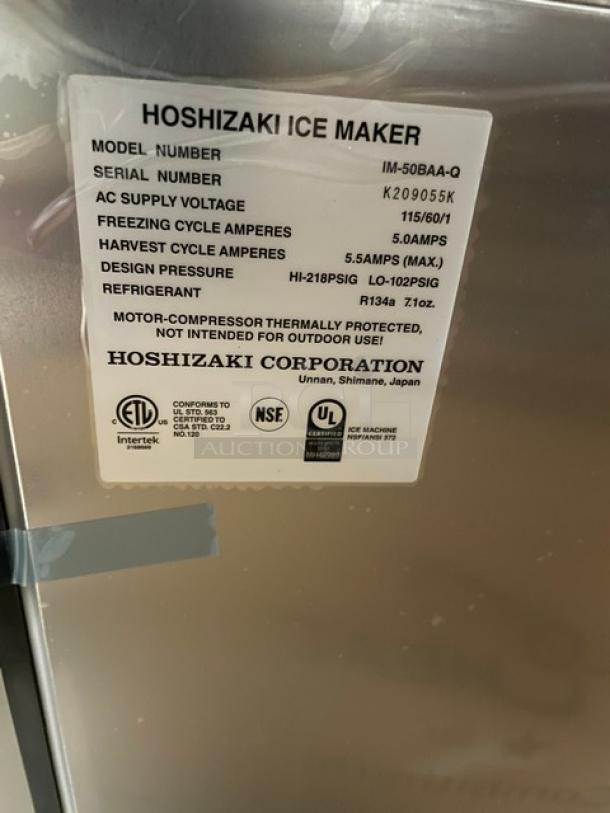 HOSHIZAKI ICE MAKER
MODEL NUMBER IM-50BAA-Q
SERIAL NUMBER K209055K
AC SUPPLY VOLTAGE 115/60/1
FREEZING CYCLE AMPERES 5.0AMPS
HARVEST CYCLE AMPERES 5.5AMPS (MAX.)
DESIGN PRESSURE HI-218PSIG LO-102PSIG
REFRIGERANT R134a 7.1oz.
MOTOR-COMPRESSOR THERMALLY PROTECTED,
NOT INTENDED FOR OUTDOOR USE!
HOSHIZAKI CORPORATION
Unnan, Shimane, Japan
C ETL US
Intertek
CONFORMS TO
UL STD. 563
CERTIFIED TO
CSA STD. C22.2
NO.120
NSF
UL
CERTIFIED
ICE MACHINE
NSF/ANSI 372
AUCTION GROUP